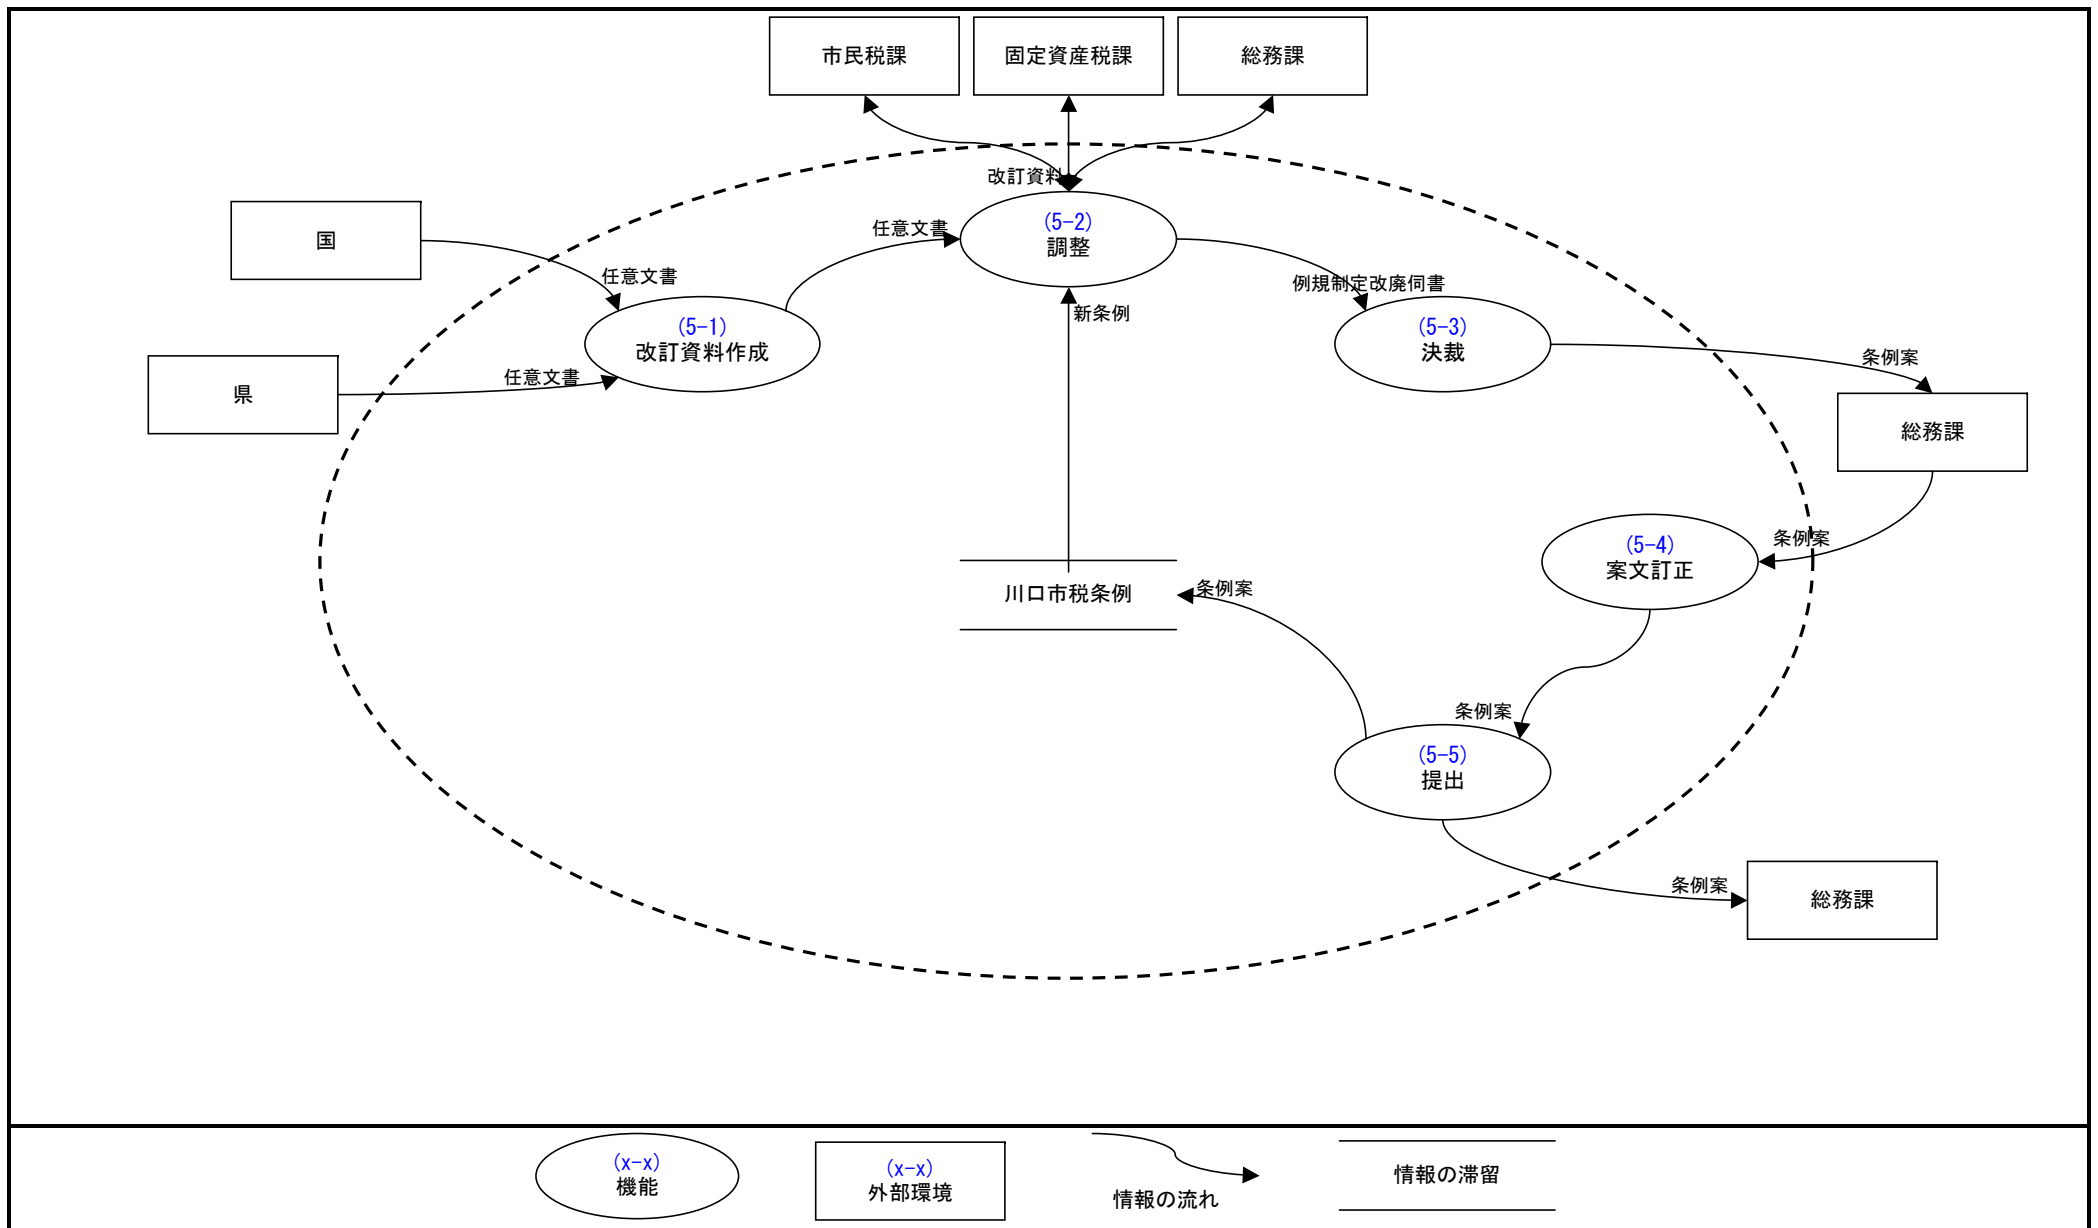 市民税課
固定資産税課
総務課
改訂資料
(5-2)
調整
国
任意文書
任意文書
(5-1)
改訂資料作成
例規制定改廃伺書
新条例
(5-3)
決裁
県
任意文書
条例案
総務課
(5-4)
案文訂正
条例案
川口市税条例
条例案
条例案
(5-5)
提出
条例案
総務課
(x-x)
機能
(x-x)
外部環境
情報の流れ
情報の滞留